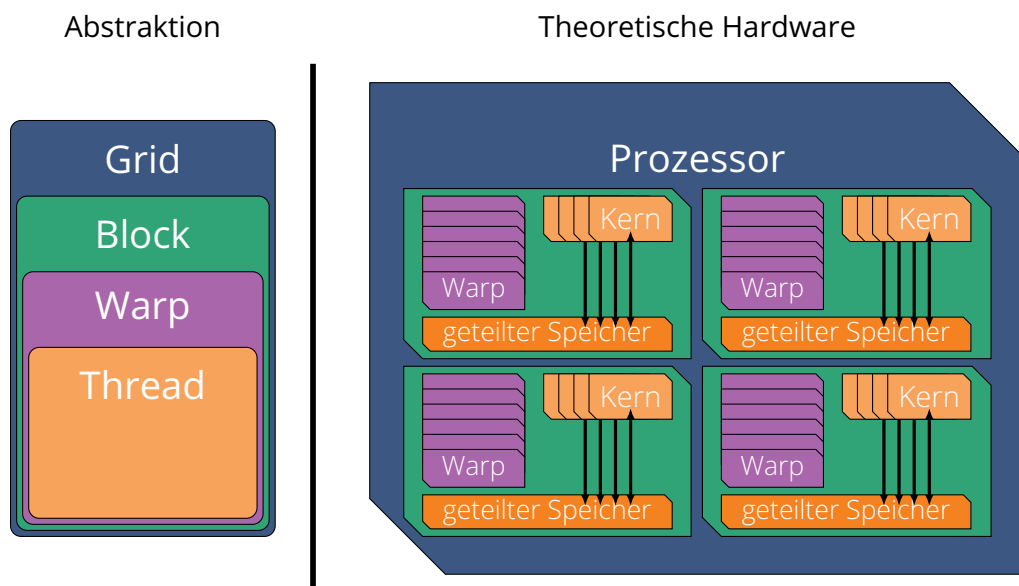 Abstraktion
Theoretische Hardware
Grid
Block
Warp
Thread
Prozessor
Kern
Warp
geteilter Speicher
Kern
Warp
geteilter Speicher
Kern
Warp
geteilter Speicher
Kern
Warp
geteilter Speicher